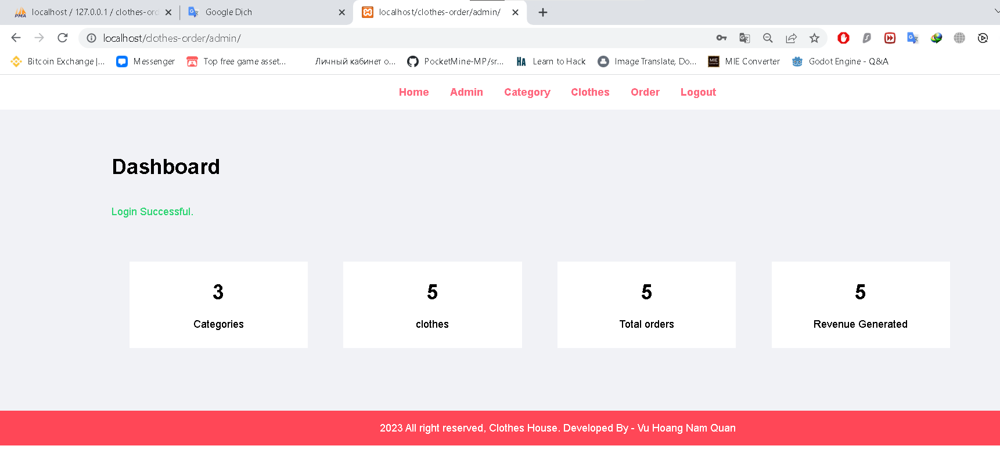 PMA localhost / 127.0.0.1 / clothes-ord Google Dịch localhost/clothes-order/admin/
localhost/clothes-order/admin/
Bitcoin Exchange |... Messenger Top free game asset... Личный кабинет о... PocketMine-MP/sr... HA Learn to Hack Image Translate, Do... MIE MIE Converter Godot Engine - Q&A
Home Admin Category Clothes Order Logout
Dashboard
Login Successful.
3 5 5 5
Categories clothes Total orders Revenue Generated
2023 All right reserved, Clothes House. Developed By - Vu Hoang Nam Quan